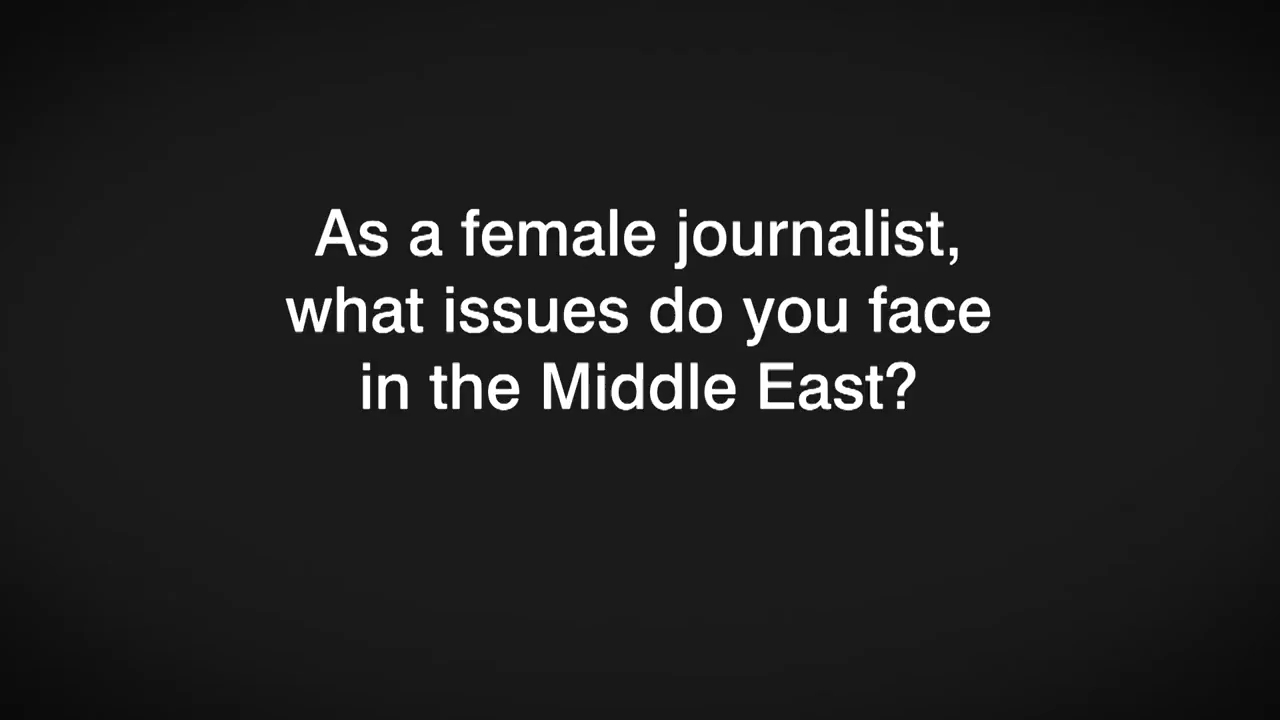 As a female journalist,
what issues do you face
in the Middle East?